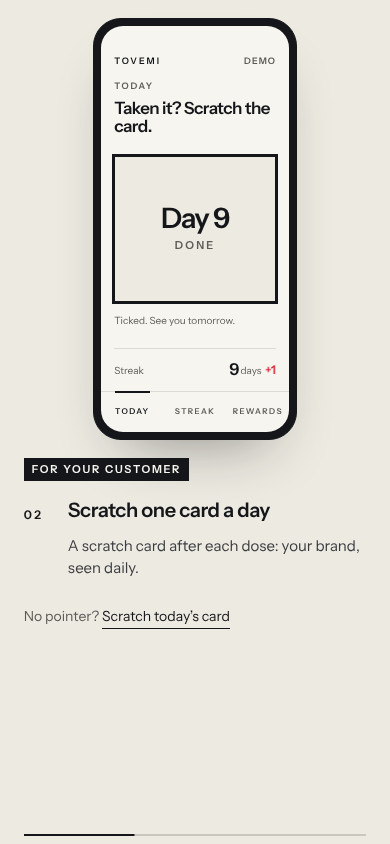 TOVEMI DEMO
TODAY
Taken it? Scratch the
card.
Day 9
DONE
Ticked. See you tomorrow.
Streak 9 days +1
TODAY STREAK REWARDS
FOR YOUR CUSTOMER
02 Scratch one card a day
A scratch card after each dose: your brand,
seen daily.
No pointer? Scratch today’s card